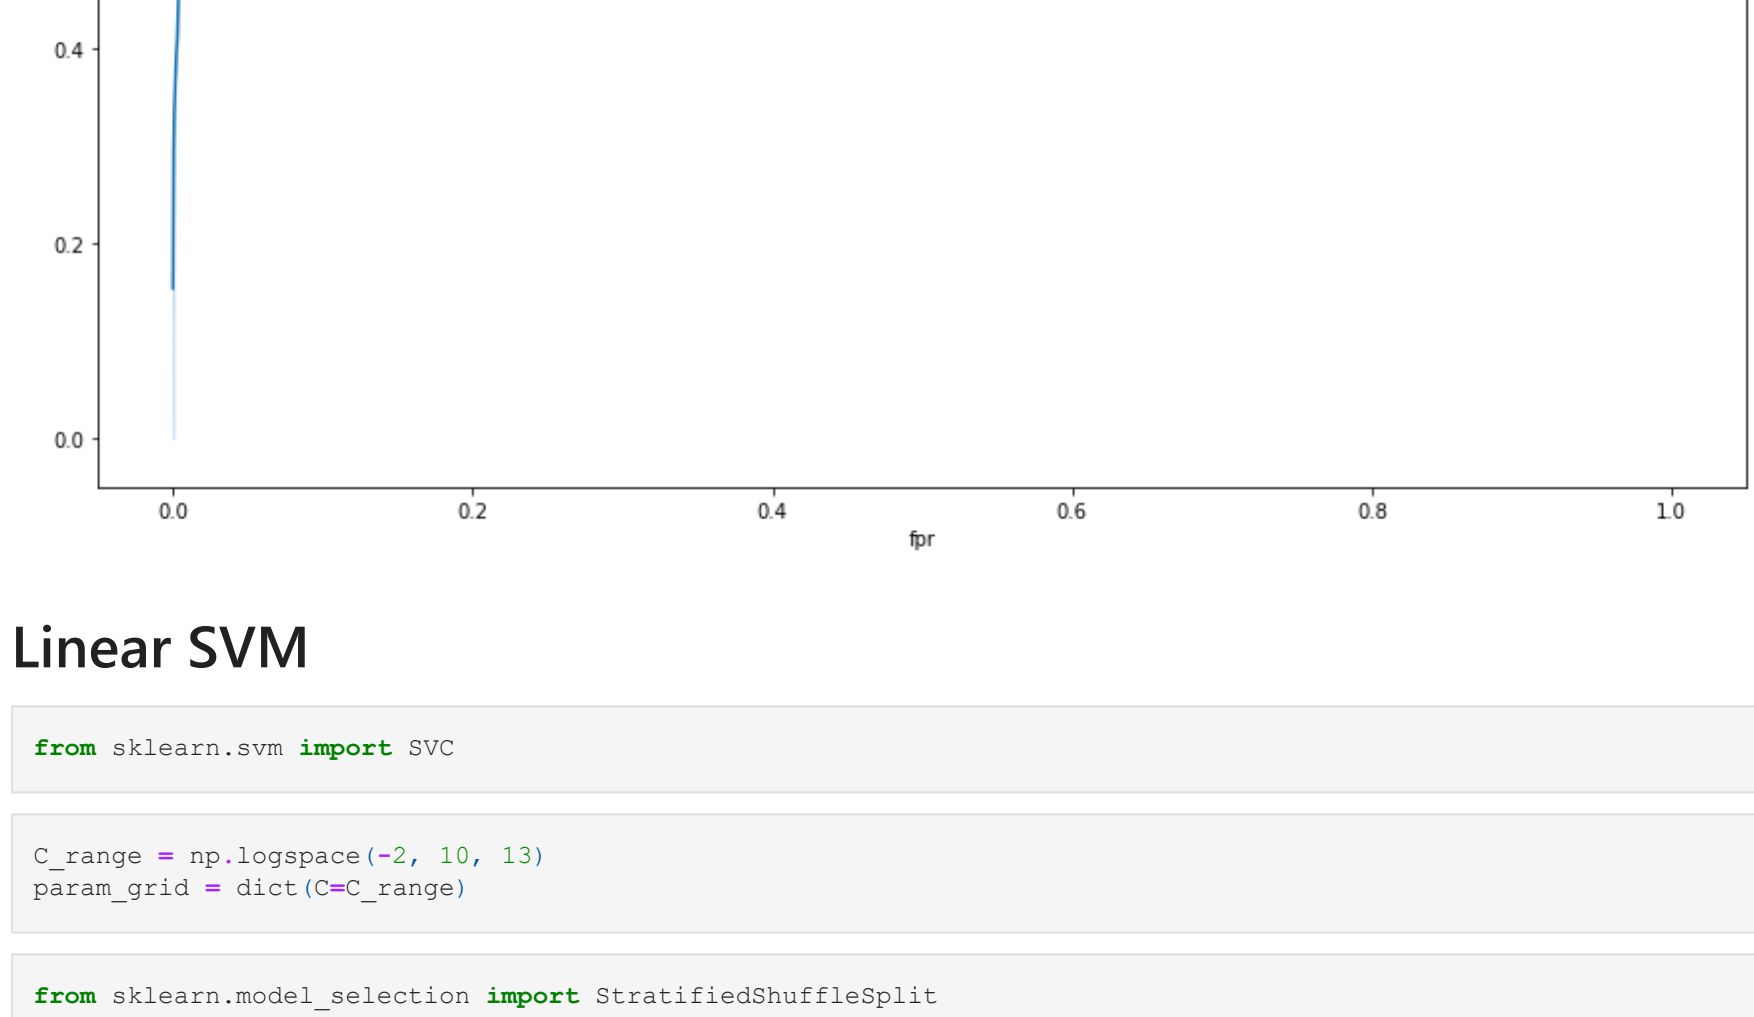 0.4
0.2
0.0
0.0 0.2 0.4 0.6 0.8 1.0
fpr
Linear SVM
from sklearn.svm import SVC
C_range = np.logspace(-2, 10, 13)
param_grid = dict(C=C_range)
from sklearn.model_selection import StratifiedShuffleSplit